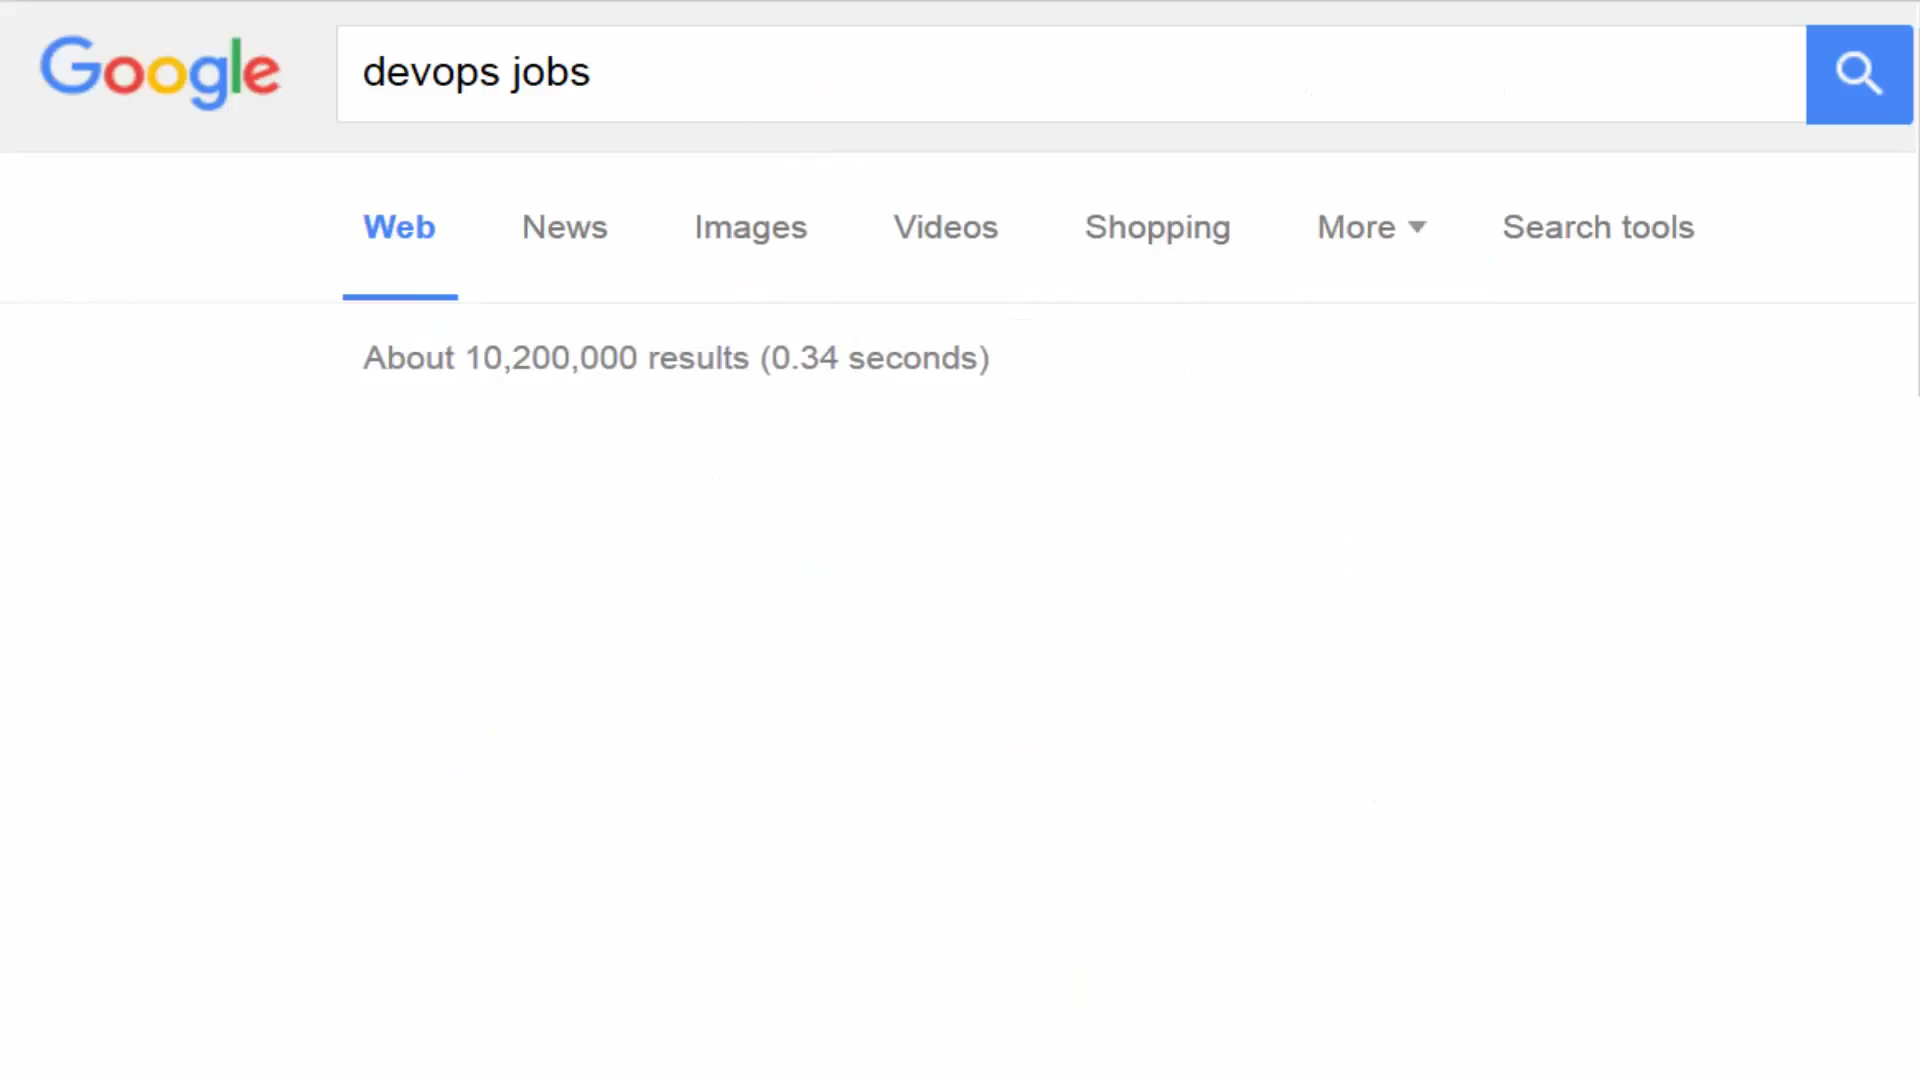 Google devops jobs
Web News Images Videos Shopping More Search tools
About 10,200,000 results (0.34 seconds)